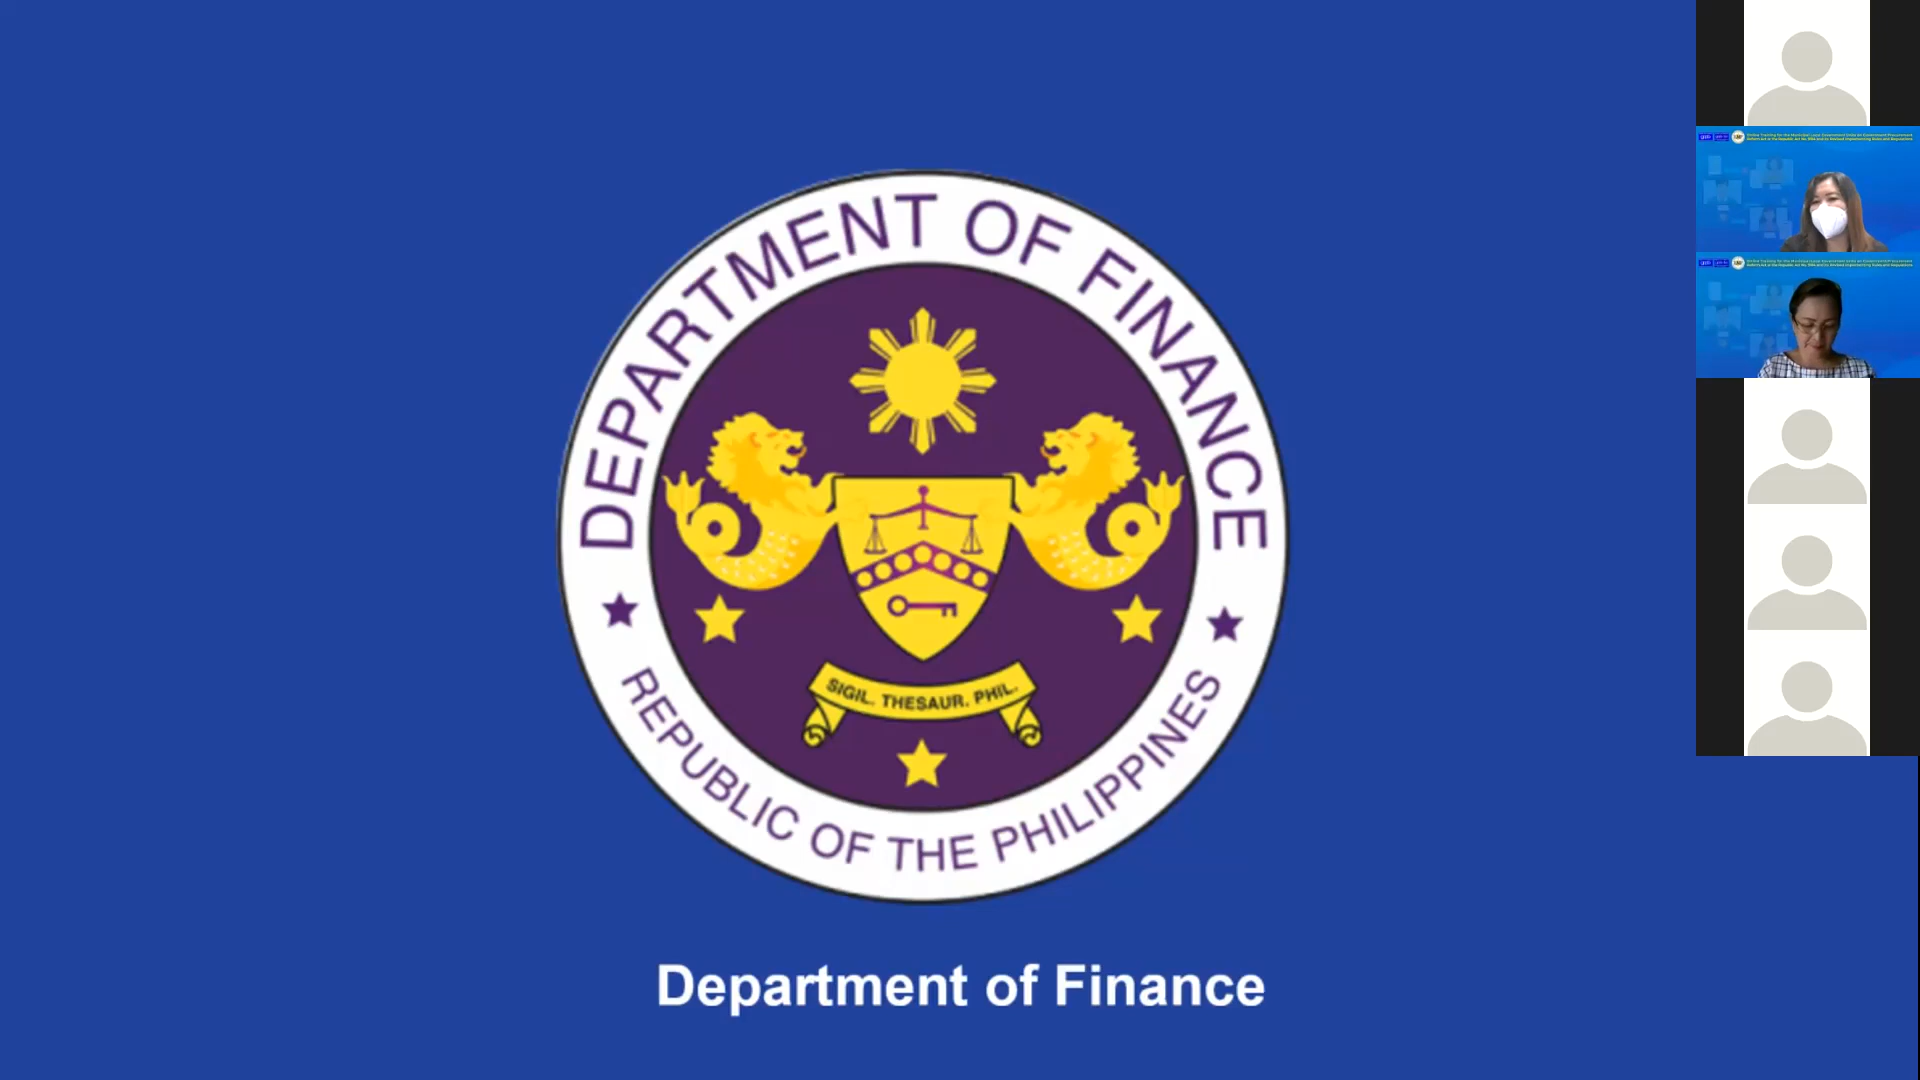 DEPARTMENT OF FINANCE
SIGIL. THESAUR. PHIL.
REPUBLIC OF THE PHILIPPINES
Department of Finance